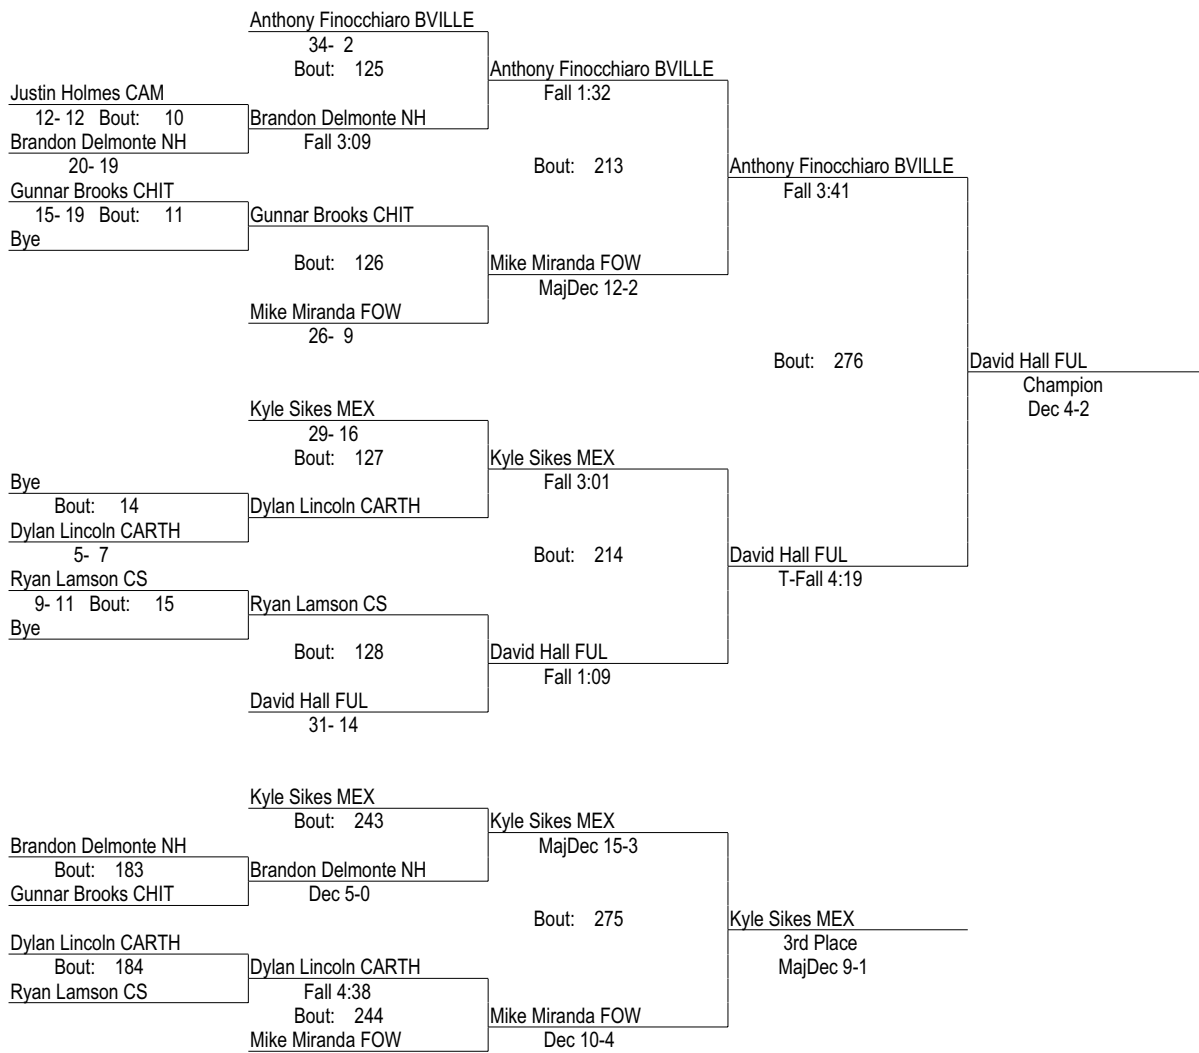 Anthony Finocchiaro BVILLE
34- 2
Bout: 125
Anthony Finocchiaro BVILLE
Fall 1:32
Justin Holmes CAM
12- 12 Bout: 10
Brandon Delmonte NH
Brandon Delmonte NH
Fall 3:09
20- 19
Bout: 213
Anthony Finocchiaro BVILLE
Fall 3:41
Gunnar Brooks CHIT
15- 19 Bout: 11
Gunnar Brooks CHIT
Bye
Bout: 126
Mike Miranda FOW
MajDec 12-2
Mike Miranda FOW
26- 9
Bout: 276
David Hall FUL
Champion
Dec 4-2
Kyle Sikes MEX
29- 16
Bout: 127
Kyle Sikes MEX
Fall 3:01
Bye
Bout: 14
Dylan Lincoln CARTH
Dylan Lincoln CARTH
5- 7
Bout: 214
David Hall FUL
T-Fall 4:19
Ryan Lamson CS
9- 11 Bout: 15
Ryan Lamson CS
Bye
Bout: 128
David Hall FUL
Fall 1:09
David Hall FUL
31- 14
Kyle Sikes MEX
Bout: 243
Kyle Sikes MEX
MajDec 15-3
Brandon Delmonte NH
Bout: 183
Brandon Delmonte NH
Gunnar Brooks CHIT
Dec 5-0
Bout: 275
Kyle Sikes MEX
3rd Place
MajDec 9-1
Dylan Lincoln CARTH
Bout: 184
Dylan Lincoln CARTH
Ryan Lamson CS
Fall 4:38
Bout: 244
Mike Miranda FOW
Dec 10-4
Mike Miranda FOW